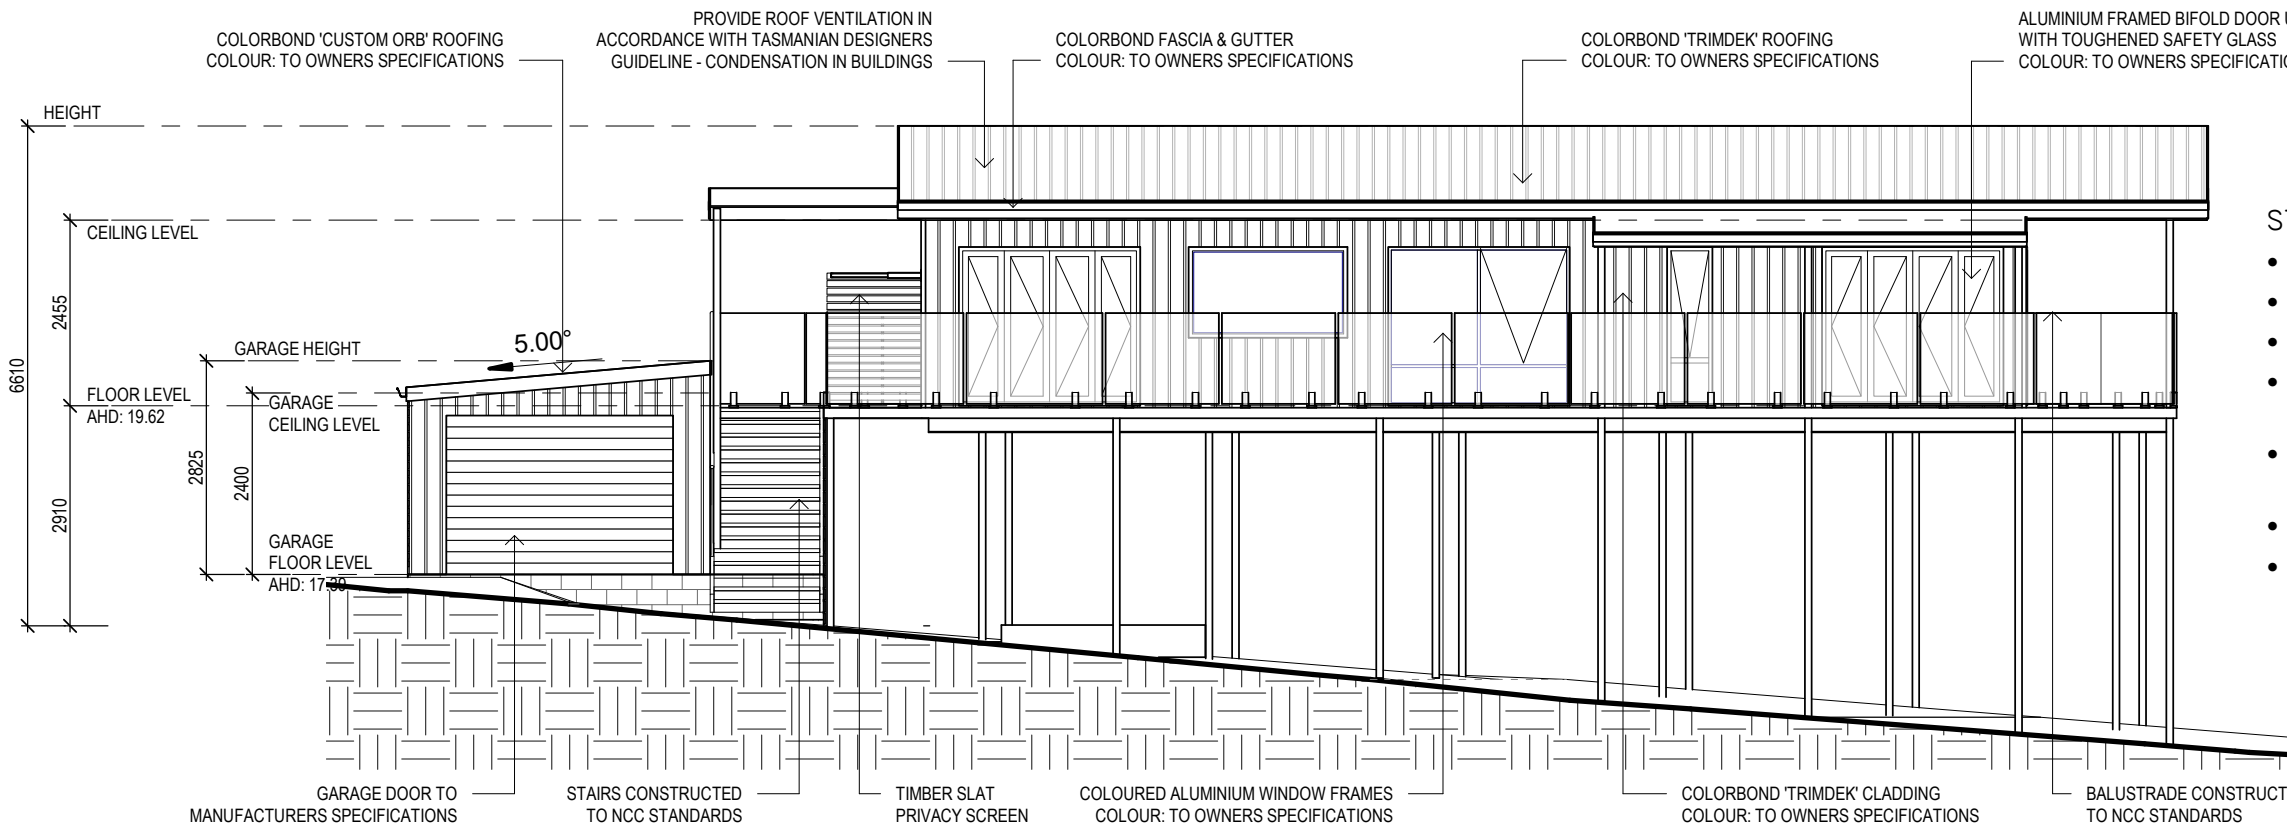 PROVIDE ROOF VENTILATION IN
ACCORDANCE WITH TASMANIAN DESIGNERS
GUIDELINE - CONDENSATION IN BUILDINGS
COLORBOND 'CUSTOM ORB' ROOFING
COLOUR: TO OWNERS SPECIFICATIONS
COLORBOND FASCIA & GUTTER
COLOUR: TO OWNERS SPECIFICATIONS
COLORBOND 'TRIMDEK' ROOFING
COLOUR: TO OWNERS SPECIFICATIONS
ALUMINIUM FRAMED BIFOLD DOOR
WITH TOUGHENED SAFETY GLASS
COLOUR: TO OWNERS
HEIGHT
CEILING LEVEL
2455
6610
5.00°
GARAGE HEIGHT
FLOOR LEVEL
AHD: 19.62
GARAGE
CEILING LEVEL
2825
2400
2910
GARAGE
FLOOR LEVEL
AHD:
GARAGE DOOR TO
MANUFACTURERS SPECIFICATIONS
STAIRS CONSTRUCTED
TO NCC STANDARDS
TIMBER SLAT
PRIVACY SCREEN
COLOURED ALUMINIUM WINDOW FRAMES
COLOUR: TO OWNERS SPECIFICATIONS
COLORBOND 'TRIMDEK' CLADDING
COLOUR: TO OWNERS SPECIFICATIONS
BALUSTRADE CONSTRUCT
TO NCC STANDARDS